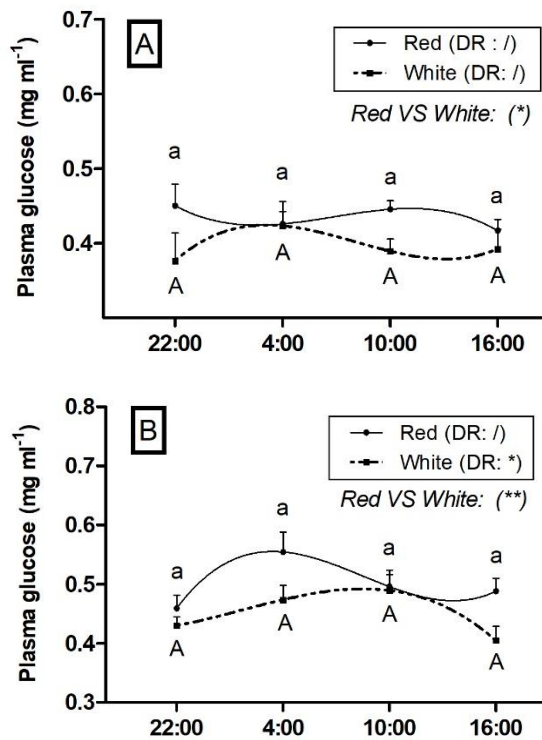 A
Red (DR : /)
White (DR: /)
Red VS White: (*)
Plasma glucose (mg ml-1)
0.7
0.6
0.5
0.4
a
a
a
a
A
A
A
A
22:00
4:00
10:00
16:00
B
Red (DR: /)
White (DR: *)
Red VS White: (**)
Plasma glucose (mg ml-1)
0.8
0.7
0.6
0.5
0.4
0.3
a
a
a
a
A
A
A
A
22:00
4:00
10:00
16:00